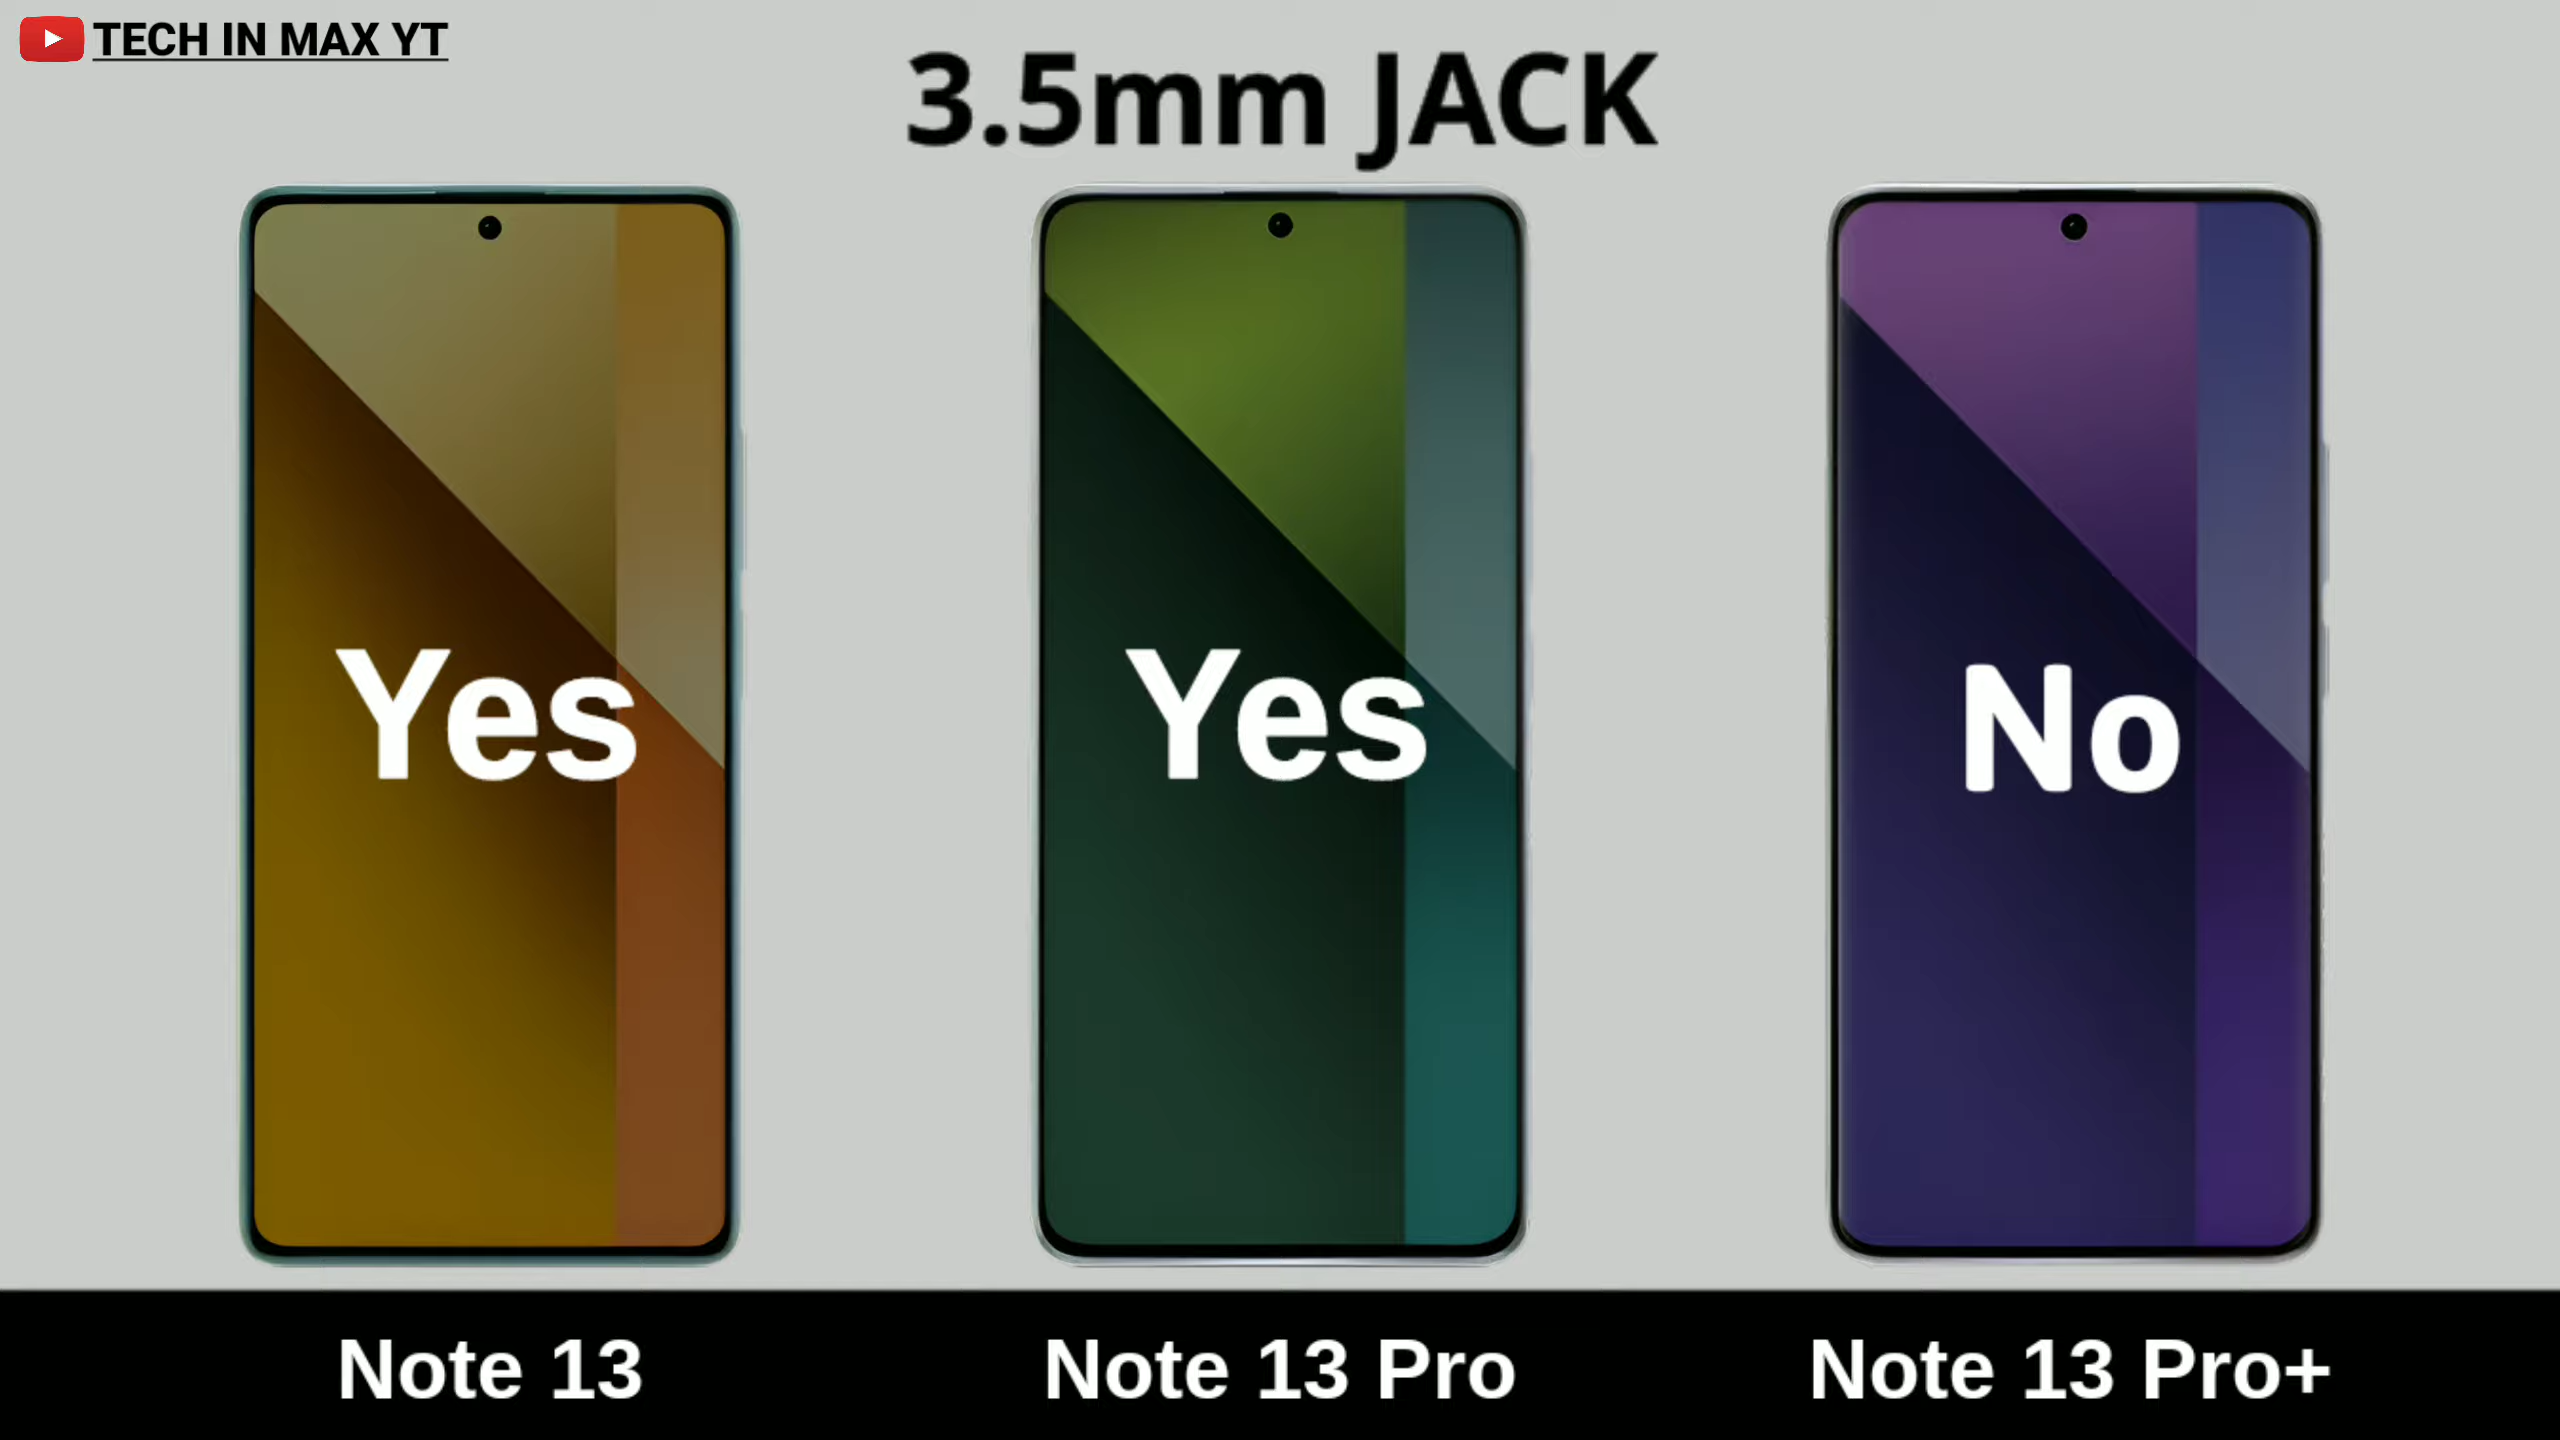 TECH IN MAX YT
3.5mm JACK
Yes
Yes
No
Note 13
Note 13 Pro
Note 13 Pro+